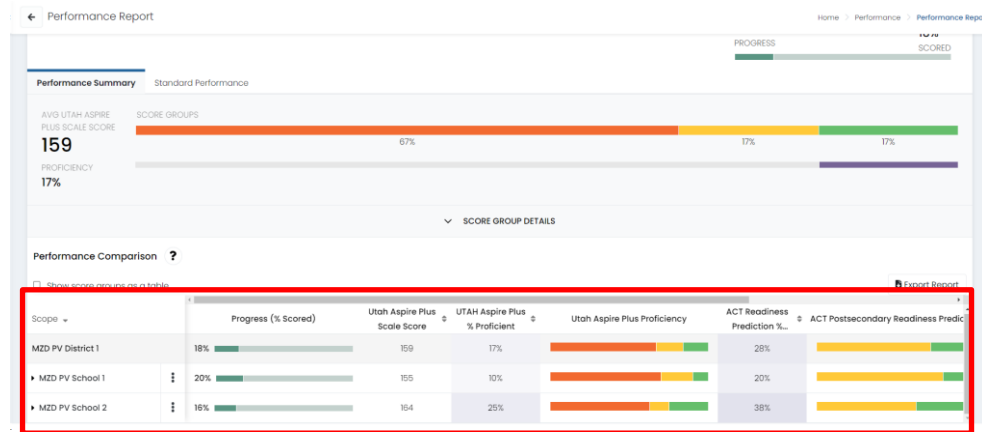 Performance Report
Home > Performance > Performance Repo
PROGRESS
SCORED
Performance Summary Standard Performance
AVG UTAH ASPIRE
PLUS SCALE SCORE
159
SCORE GROUPS
67% 17% 17%
PROFICIENCY
17%
SCORE GROUP DETAILS
Performance Comparison ?
Show score groups as a table
Export Report
Scope
Progress (% Scored)
Utah Aspire Plus
Scale Score
UTAH Aspire Plus
% Proficient
Utah Aspire Plus Proficiency
ACT Readiness
Prediction %...
ACT Postsecondary Readiness Predic
MZD PV District 1 18% 159 17% 28%
MZD PV School 1 20% 155 10% 20%
MZD PV School 2 16% 164 25% 38%